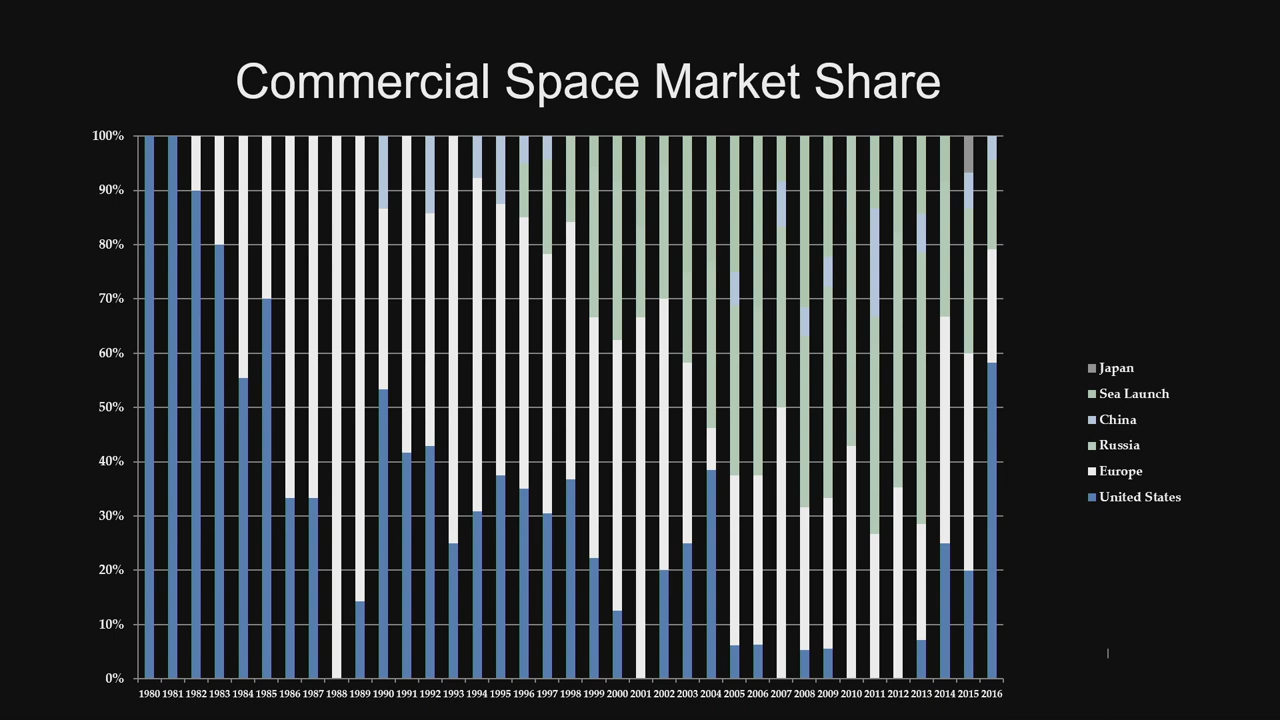 Commercial Space Market Share
100%
90%
80%
70%
60%
50%
40%
30%
20%
10%
0%
1980 1981 1982 1983 1984 1985 1986 1987 1988 1989 1990 1991 1992 1993 1994 1995 1996 1997 1998 1999 2000 2001 2002 2003 2004 2005 2006 2007 2008 2009 2010 2011 2012 2013 2014 2015 2016
Japan
Sea Launch
China
Russia
Europe
United States